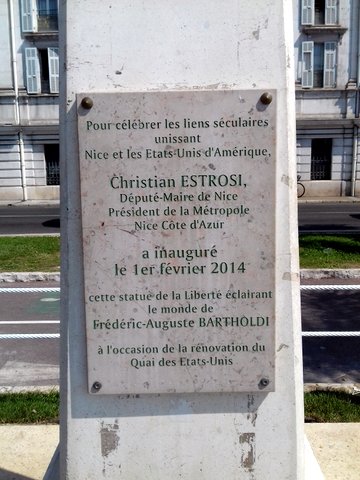 Pour célébrer les liens séculaires
unissant
Nice et les Etats-Unis d'Amérique,
Christian ESTROSI,
Député-Maire de Nice
Président de la Métropole
Nice Côte d'Azur
a inauguré
le 1er février 2014
cette statue de la Liberté éclairant
le monde de
Frédéric-Auguste BARTHOLDI
à l'occasion de la rénovation du
Quai des Etats-Unis